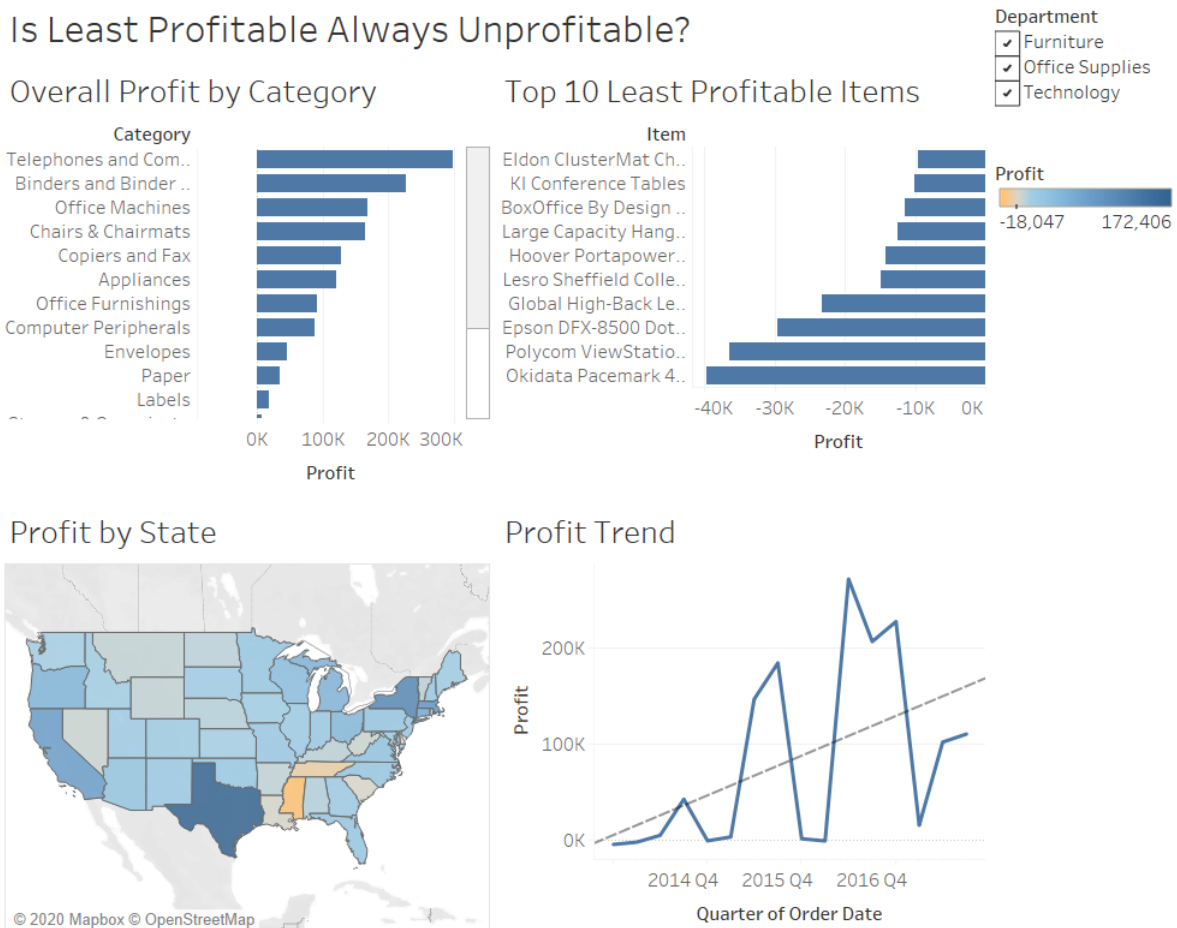 Is Least Profitable Always Unprofitable?
Department
Furniture
Office Supplies
Technology
Overall Profit by Category
Category
Telephones and Com..
Binders and Binder ..
Office Machines
Chairs & Chairmats
Copiers and Fax
Appliances
Office Furnishings
Computer Peripherals
Envelopes
Paper
Labels
0K 100K 200K 300K
Profit
Top 10 Least Profitable Items
Item
Eldon ClusterMat Ch..
KI Conference Tables
BoxOffice By Design ..
Large Capacity Hang..
Hoover Portapower..
Lesro Sheffield Colle..
Global High-Back Le..
Epson DFX-8500 Dot..
Polycom ViewStatio..
Okidata Pacemark 4..
-40K -30K -20K -10K 0K
Profit
Profit
-18,047 172,406
Profit by State
© 2020 Mapbox © OpenStreetMap
Profit Trend
Profit
200K
100K
0K
2014 Q4 2015 Q4 2016 Q4
Quarter of Order Date